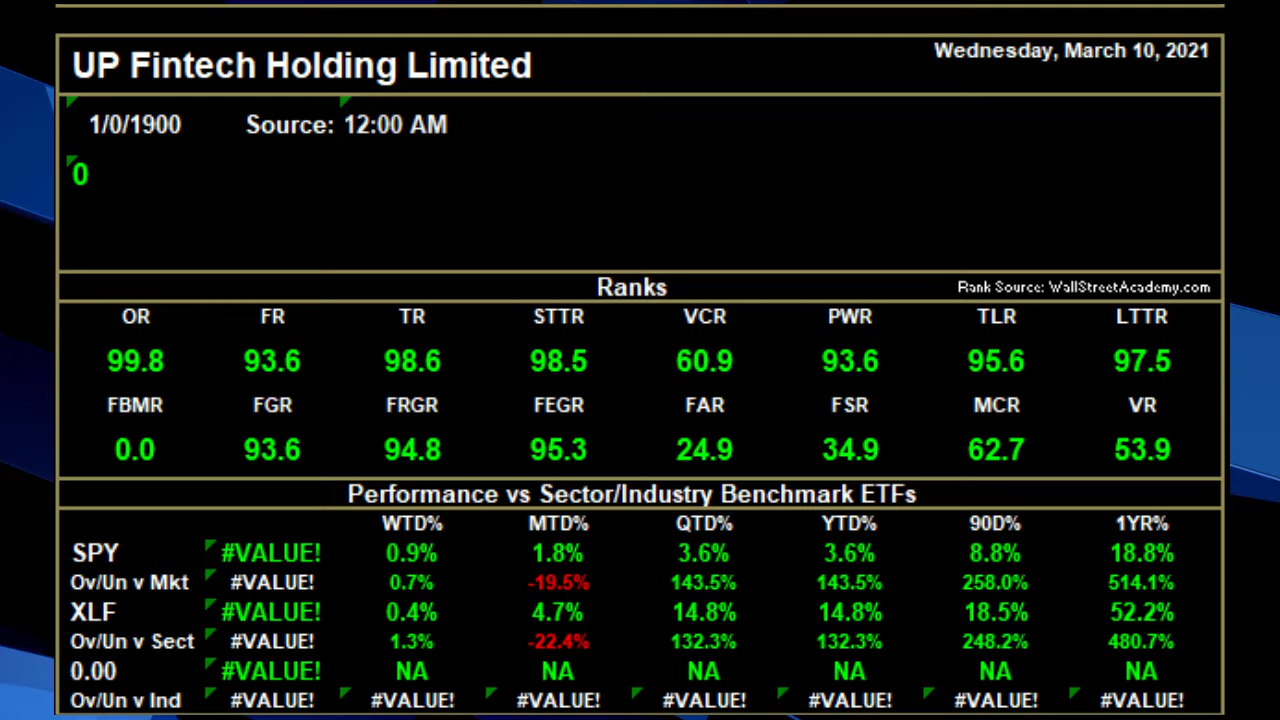 UP Fintech Holding Limited Wednesday, March 10, 2021
1/0/1900 Source: 12:00 AM
0
Ranks Rank Source: WallStreetAcademy.com
OR FR TR STTR VCR PWR TLR LTTR
99.8 93.6 98.6 98.5 60.9 93.6 95.6 97.5
FBMR FGR FRGR FEGR FAR FSR MCR VR
0.0 93.6 94.8 95.3 24.9 34.9 62.7 53.9
Performance vs Sector/Industry Benchmark ETFs
WTD% MTD% QTD% YTD% 90D% 1YR%
SPY #VALUE! 0.9% 1.8% 3.6% 3.6% 8.8% 18.8%
Ov/Un v Mkt #VALUE! 0.7% -19.5% 143.5% 143.5% 258.0% 514.1%
XLF #VALUE! 0.4% 4.7% 14.8% 14.8% 18.5% 52.2%
Ov/Un v Sect #VALUE! 1.3% -22.4% 132.3% 132.3% 248.2% 480.7%
0.00 #VALUE! NA NA NA NA NA NA
Ov/Un v Ind #VALUE! #VALUE! #VALUE! #VALUE! #VALUE! #VALUE! #VALUE!